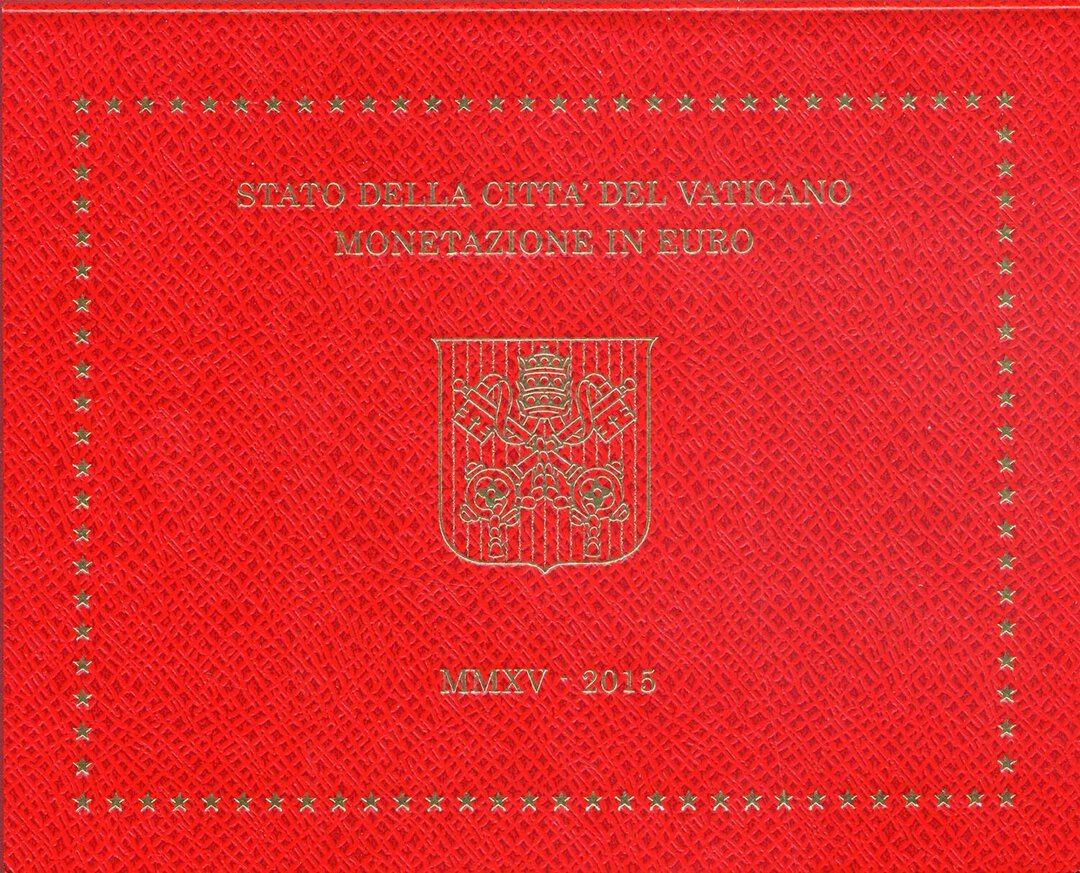 STATO DELLA CITTA' DEL VATICANO
MONETAZIONE IN EURO
MMXV - 2015